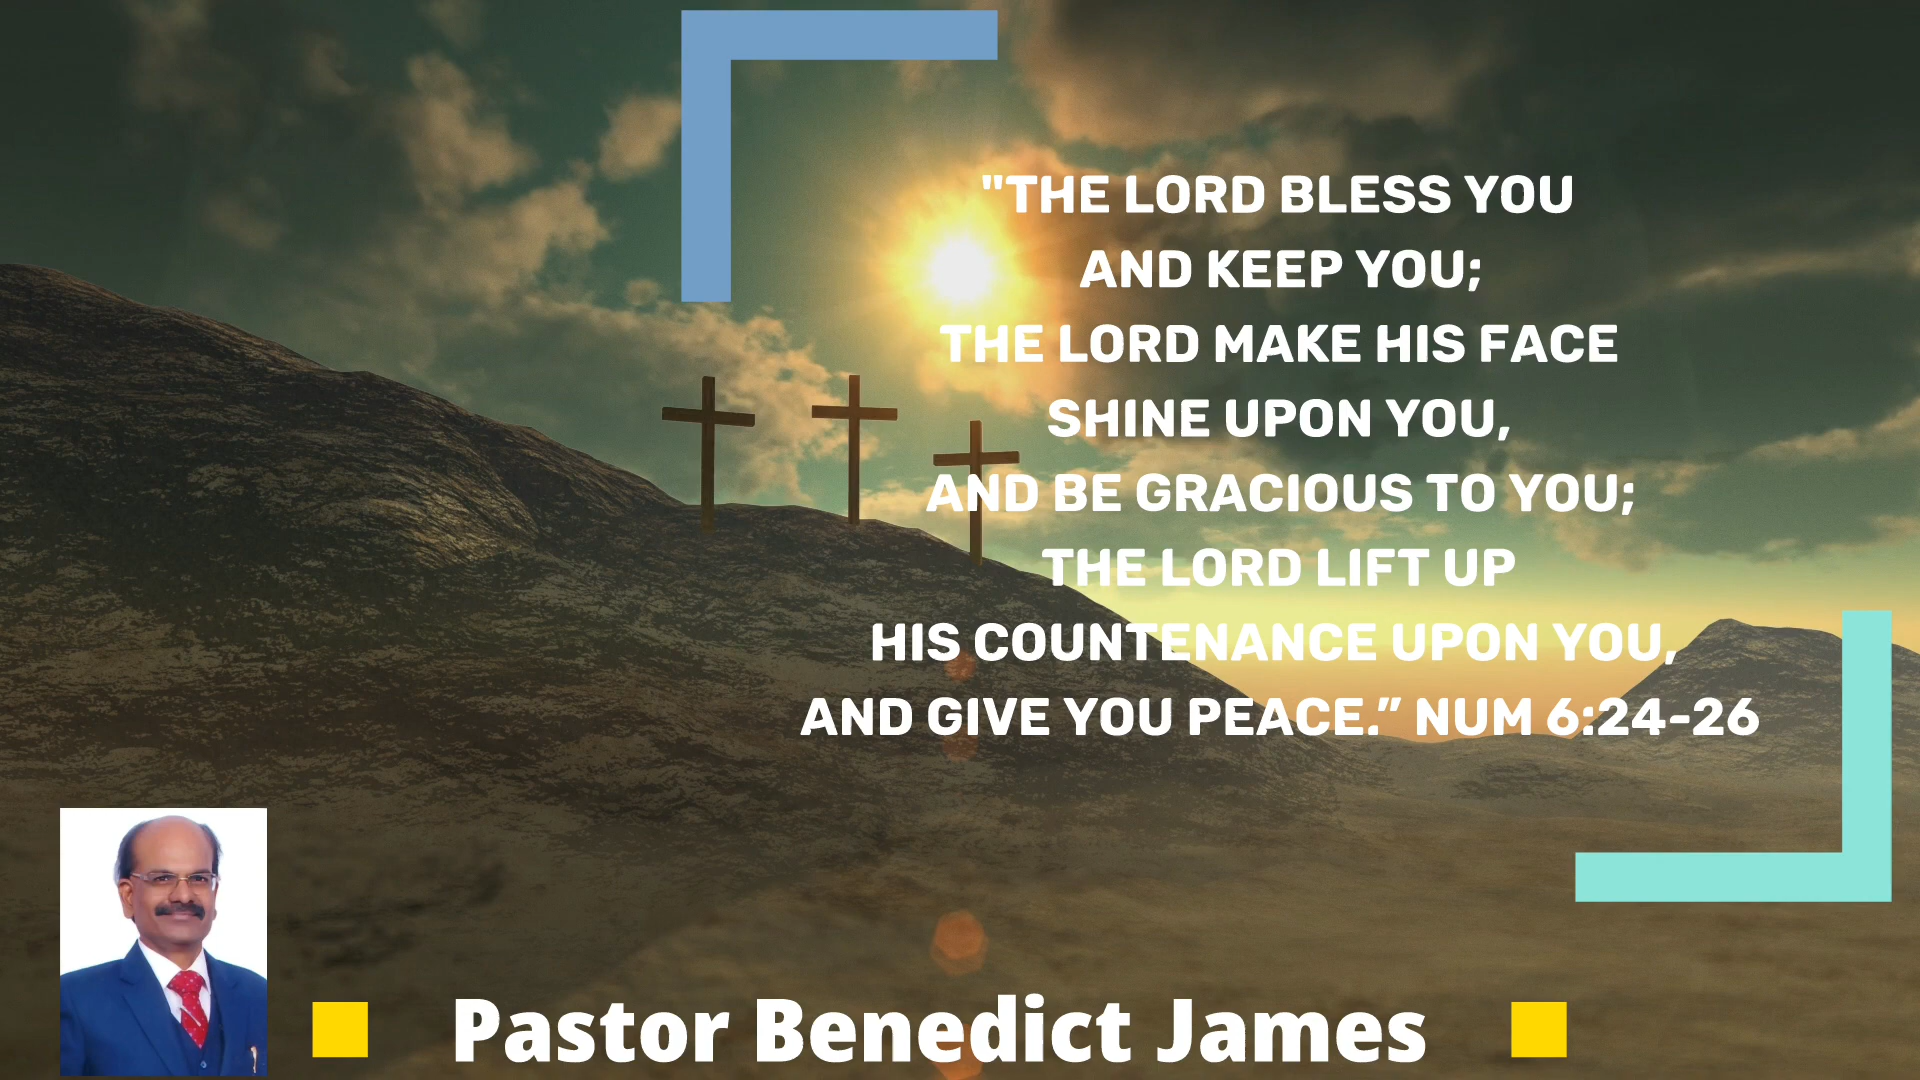 "THE LORD BLESS YOU
AND KEEP YOU;
THE LORD MAKE HIS FACE
SHINE UPON YOU,
AND BE GRACIOUS TO YOU;
THE LORD LIFT UP
HIS COUNTENANCE UPON YOU,
AND GIVE YOU PEACE.” NUM 6:24-26
Pastor Benedict James